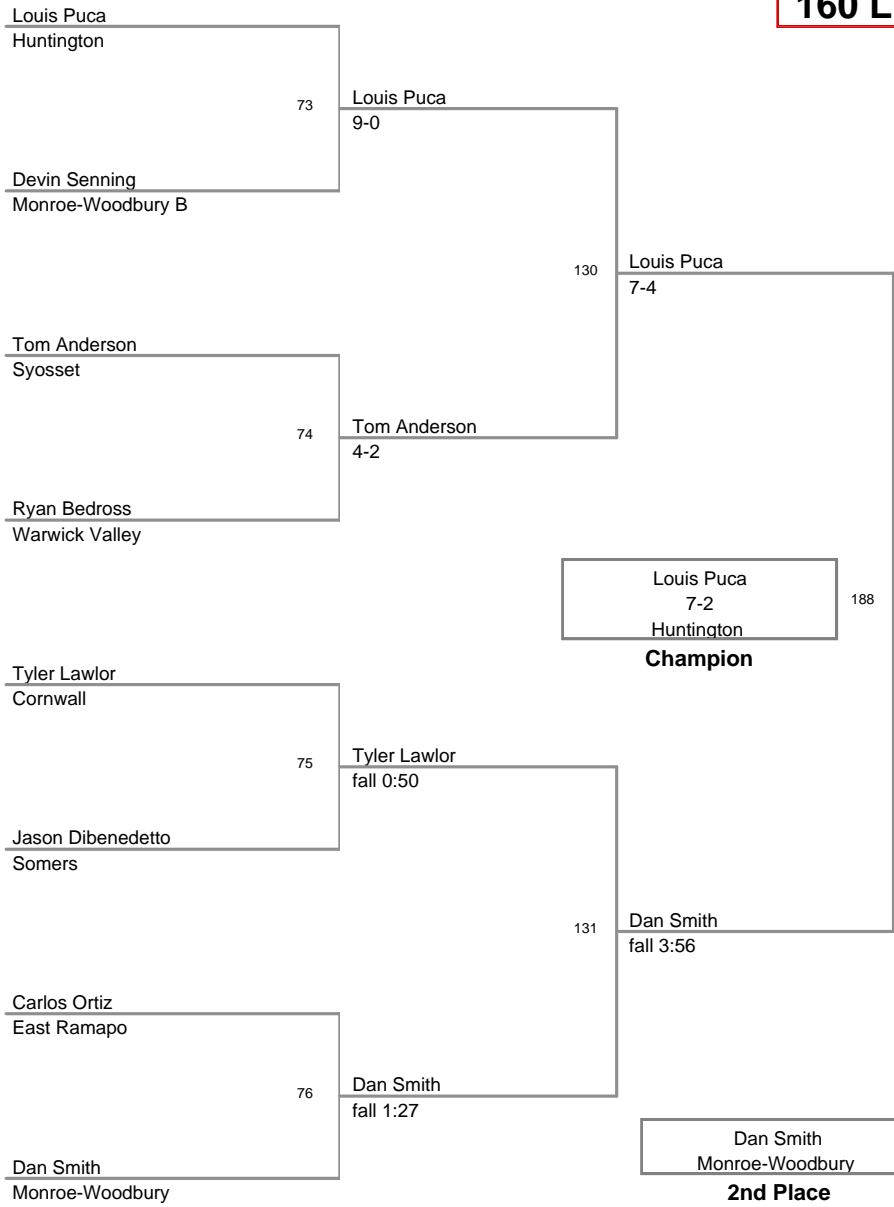 160 L
Louis Puca
Huntington
73
Louis Puca
9-0
Devin Senning
Monroe-Woodbury B
130
Louis Puca
7-4
Tom Anderson
Syosset
74
Tom Anderson
4-2
Ryan Bedross
Warwick Valley
Louis Puca
7-2
Huntington
188
Champion
Tyler Lawlor
Cornwall
75
Tyler Lawlor
fall 0:50
Jason Dibenedetto
Somers
131
Dan Smith
fall 3:56
Carlos Ortiz
East Ramapo
76
Dan Smith
fall 1:27
Dan Smith
Monroe-Woodbury
Dan Smith
Monroe-Woodbury
2nd Place